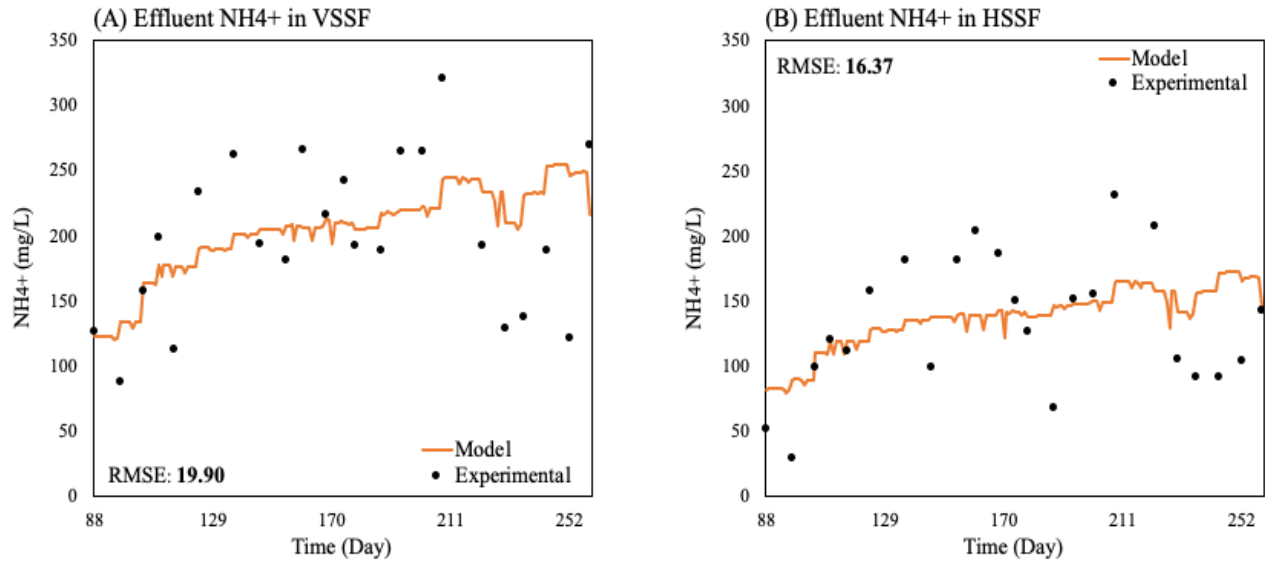 (A) Effluent NH4+ in VSSF
350
300
250
200
150
100
50
0
NH4+ (mg/L)
Model
Experimental
RMSE: 19.90
88 129 170 211 252
Time (Day)
(B) Effluent NH4+ in HSSF
350
300
250
200
150
100
50
0
NH4+ (mg/L)
RMSE: 16.37
Model
Experimental
88 129 170 211 252
Time (Day)